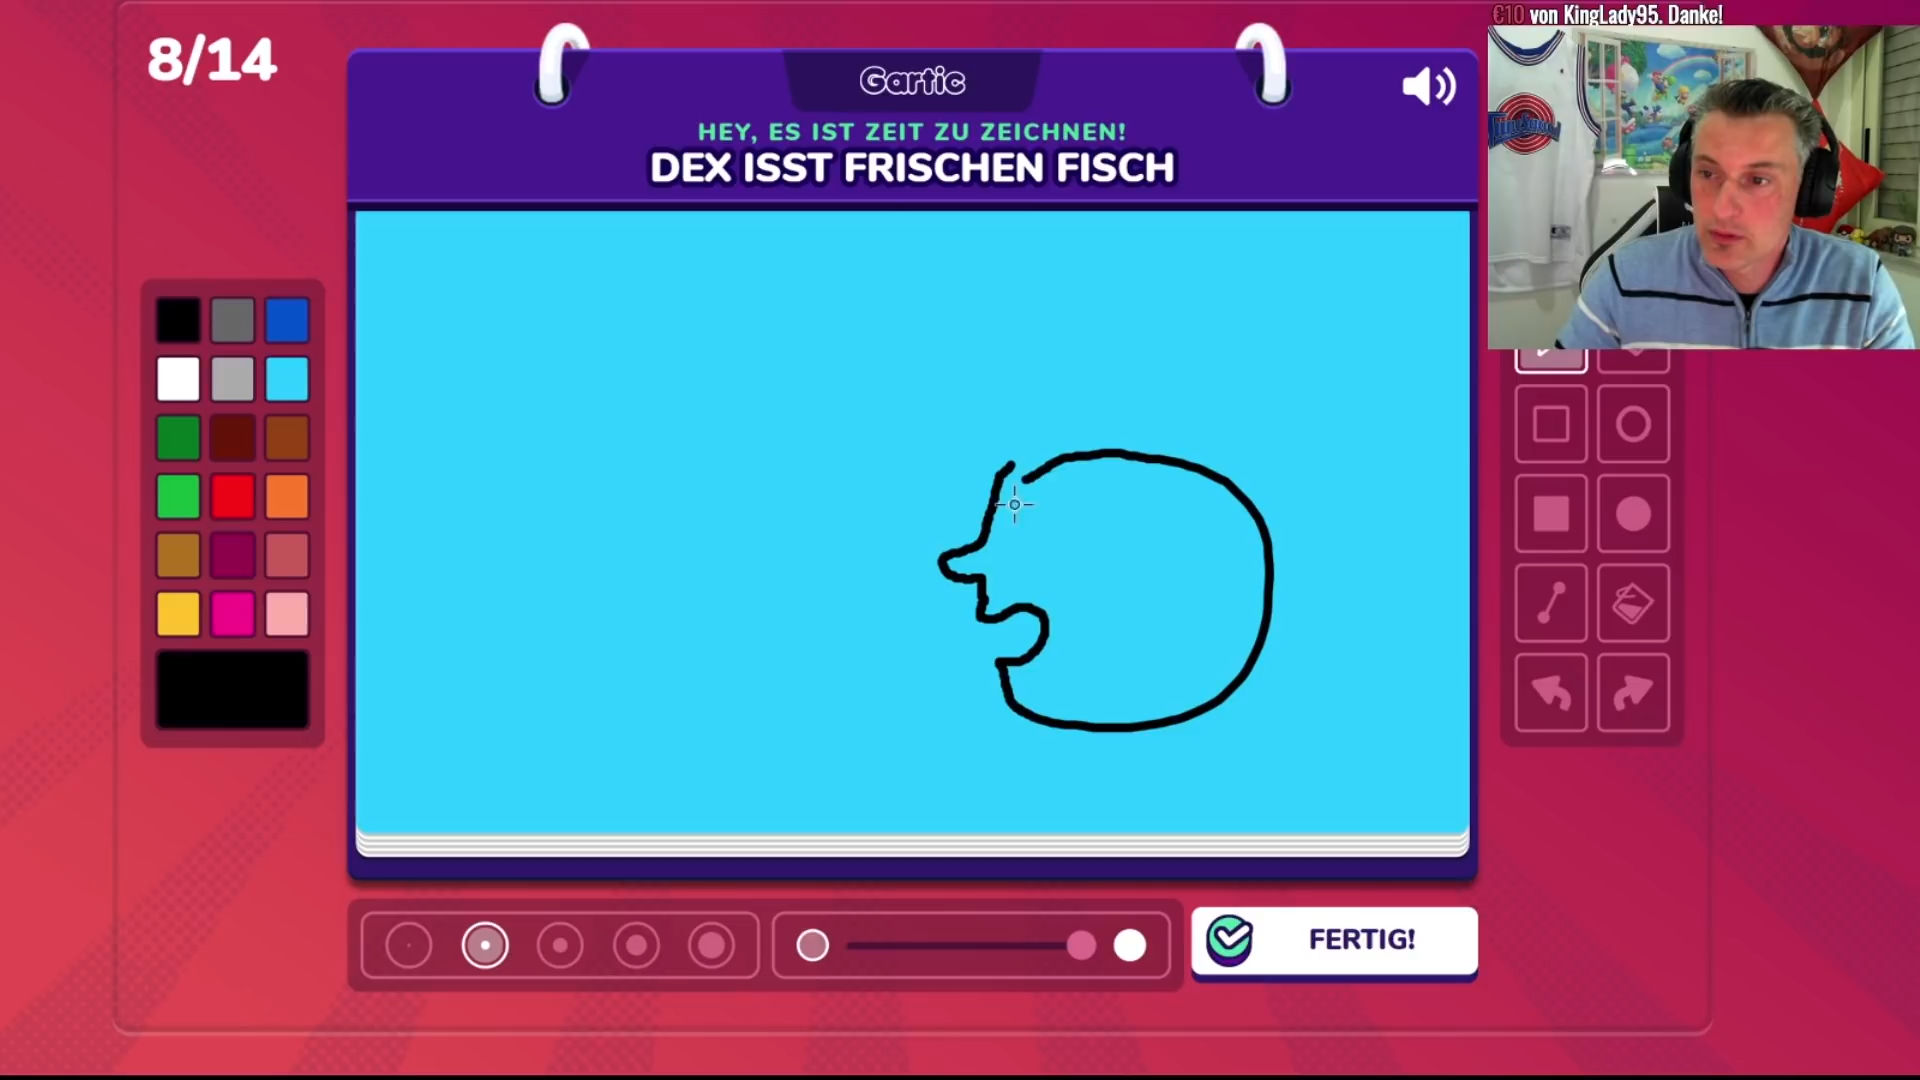 €10 von KingLady95. Danke!
8/14
Gartic
HEY, ES IST ZEIT ZU ZEICHNEN!
DEX ISST FRISCHEN FISCH
FERTIG!